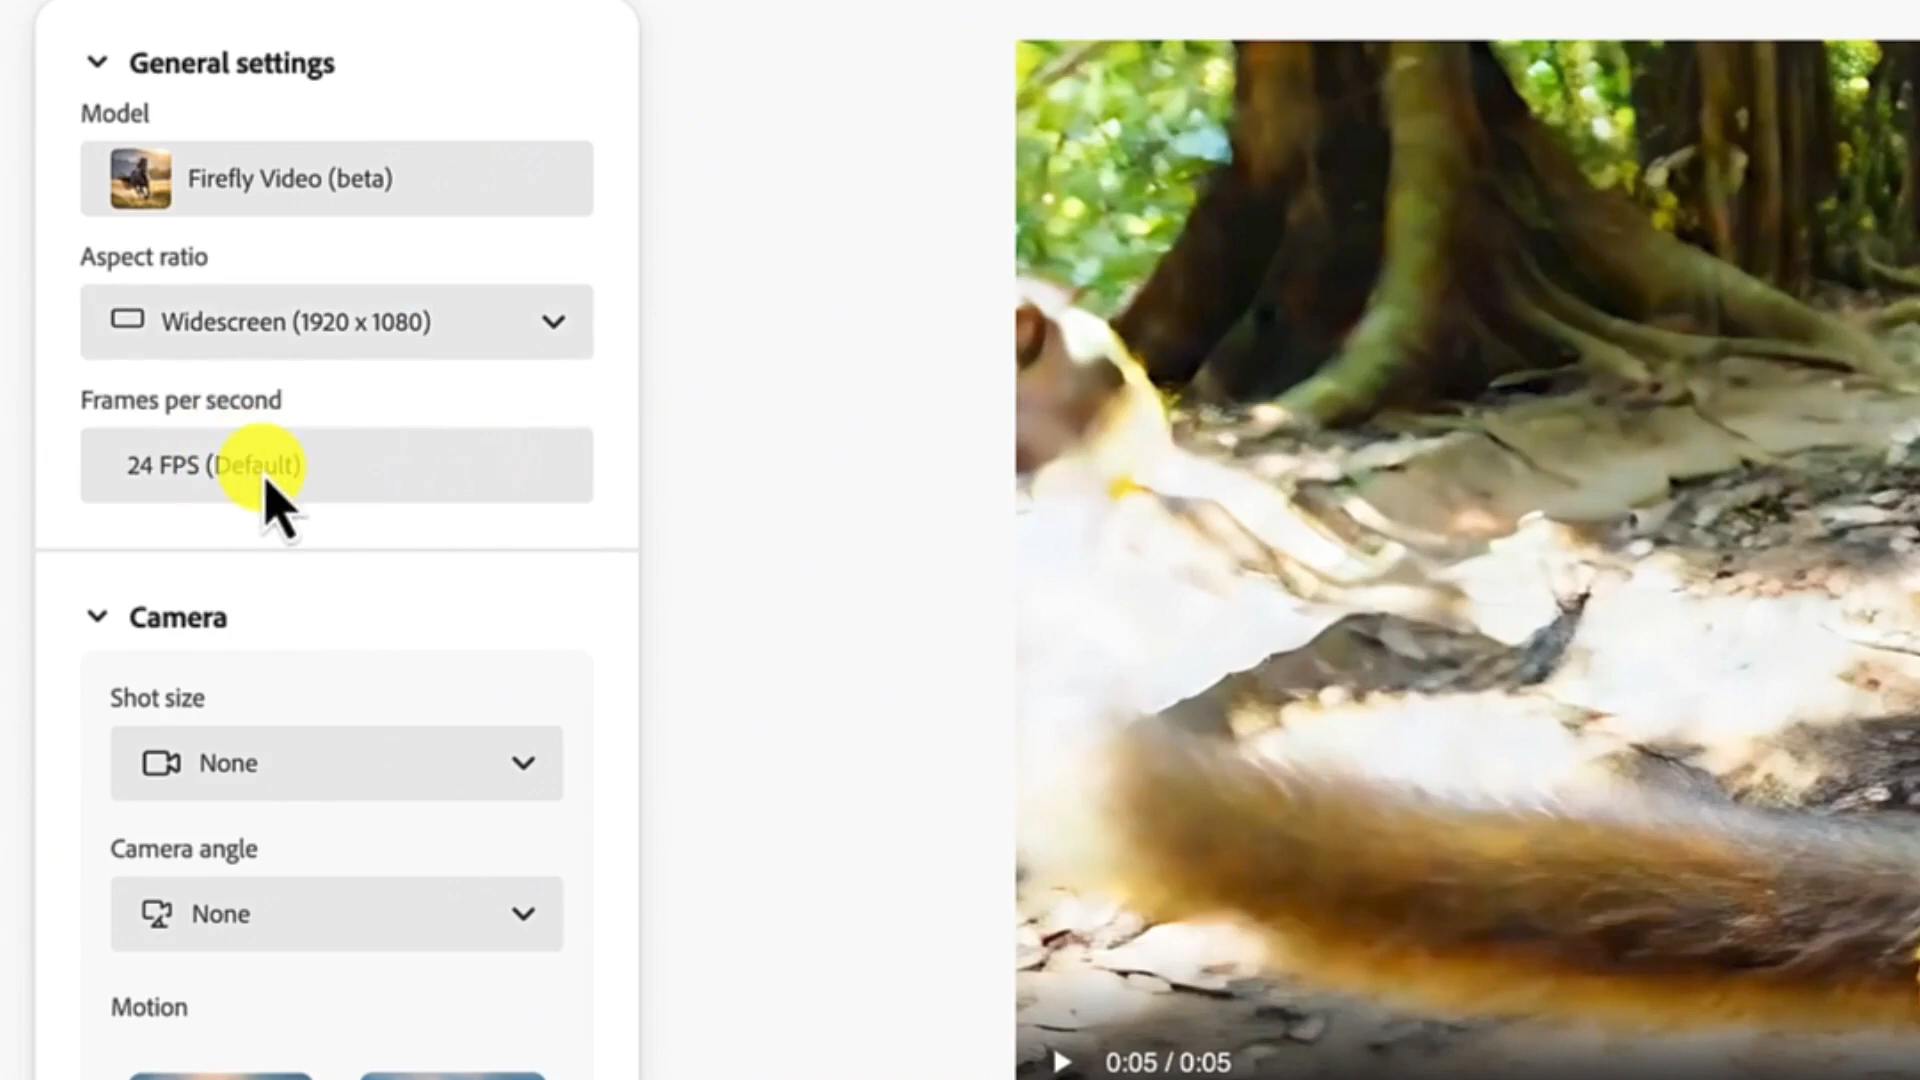 General settings
Model
Firefly Video (beta)
Aspect ratio
Widescreen (1920 x 1080)
Frames per second
24 FPS (Default)
Camera
Shot size
None
Camera angle
None
Motion
0:05 / 0:05